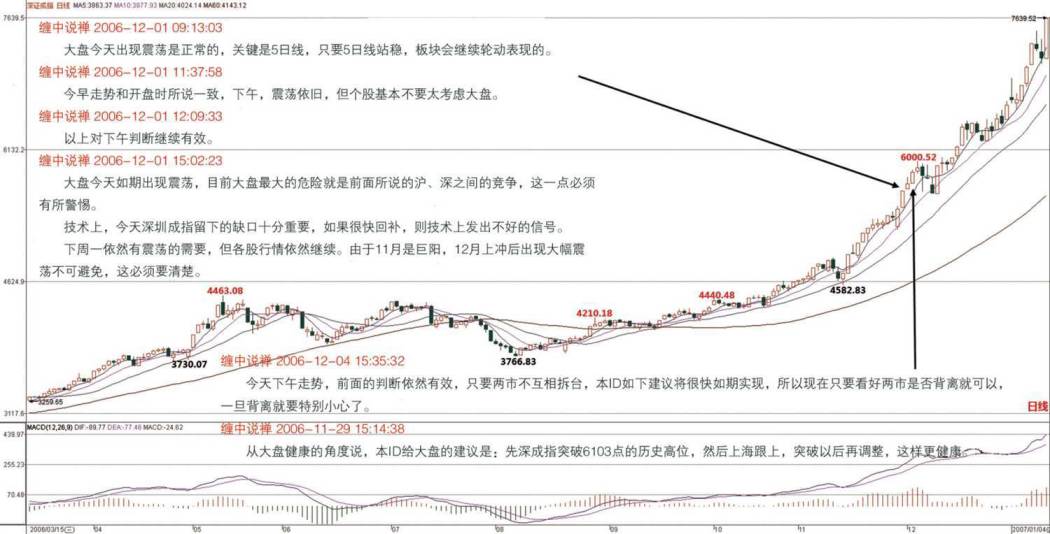 深证成指 日线 MA5:3863.37 MA10:3877.93 MA20:4024.14 MA60:4143.12
7639.5
7639.52
缠中说禅 2006-12-01 09:13:03
大盘今天出现震荡是正常的，关键是5日线，只要5日线站稳，板块会继续轮动表现的。
缠中说禅 2006-12-01 11:37:58
今早走势和开盘时所说一致，下午，震荡依旧，但个股基本不要太考虑大盘。
缠中说禅 2006-12-01 12:09:33
以上对下午判断继续有效。
6132.2
6000.52
缠中说禅 2006-12-01 15:02:23
大盘今天如期出现震荡，目前大盘最大的危险就是前面所说的沪、深之间的竞争，这一点必须
有所警惕。
技术上，今天深圳成指留下的缺口十分重要，如果很快回补，则技术上发出不好的信号。
下周一依然有震荡的需要，但各股行情依然继续。由于11月是巨阳，12月上冲后出现大幅震
荡不可避免，这必须要清楚。
4624.9
4463.08
4440.48
4582.83
4210.18
3730.07
3766.83
缠中说禅 2006-12-04 15:35:32
今天下午走势，前面的判断依然有效，只要两市不互相拆台，本ID如下建议将很快如期实现，所以现在只要看好两市是否背离就可以，
一旦背离就要特别小心了。
3259.65
3117.6
日线
MACD(12,26,9) DIF:-89.77 DEA:-77.46 MACD:-24.62
缠中说禅 2006-11-29 15:14:38
438.97
从大盘健康的角度说，本ID给大盘的建议是：先深成指突破6103点的历史高位，然后上海跟上，突破以后再调整，这样更健康。
255.23
70.48
2006/03/15(三) 04 05 06 07 08 09 10 11 12 2007/01/04(